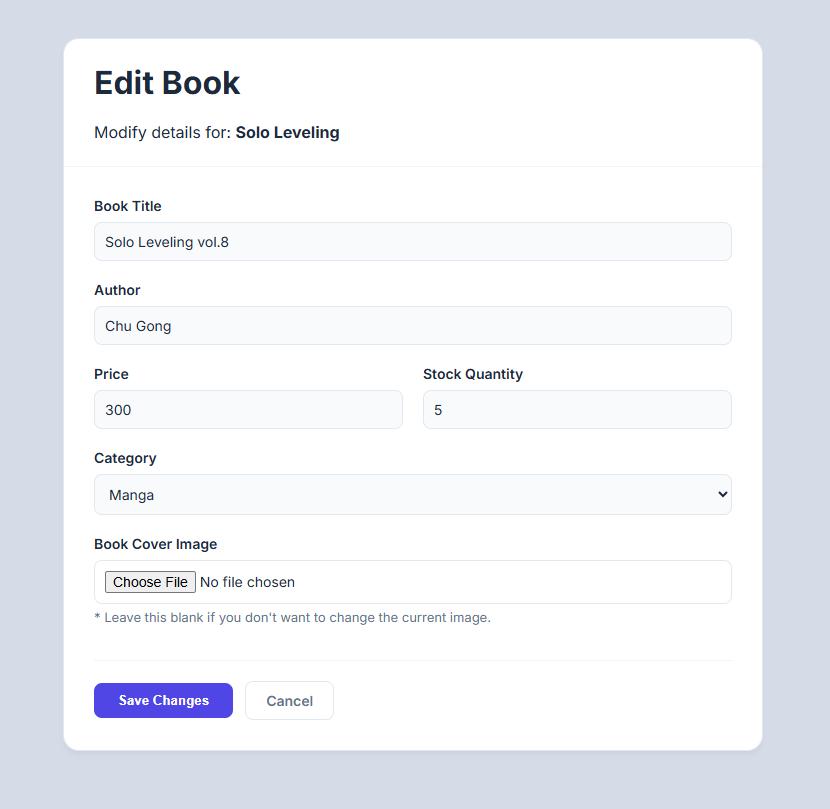 Edit Book
Modify details for: Solo Leveling
Book Title
Solo Leveling vol.8
Author
Chu Gong
Price
Stock Quantity
300
5
Category
Manga
Book Cover Image
Choose File No file chosen
* Leave this blank if you don't want to change the current image.
Save Changes
Cancel